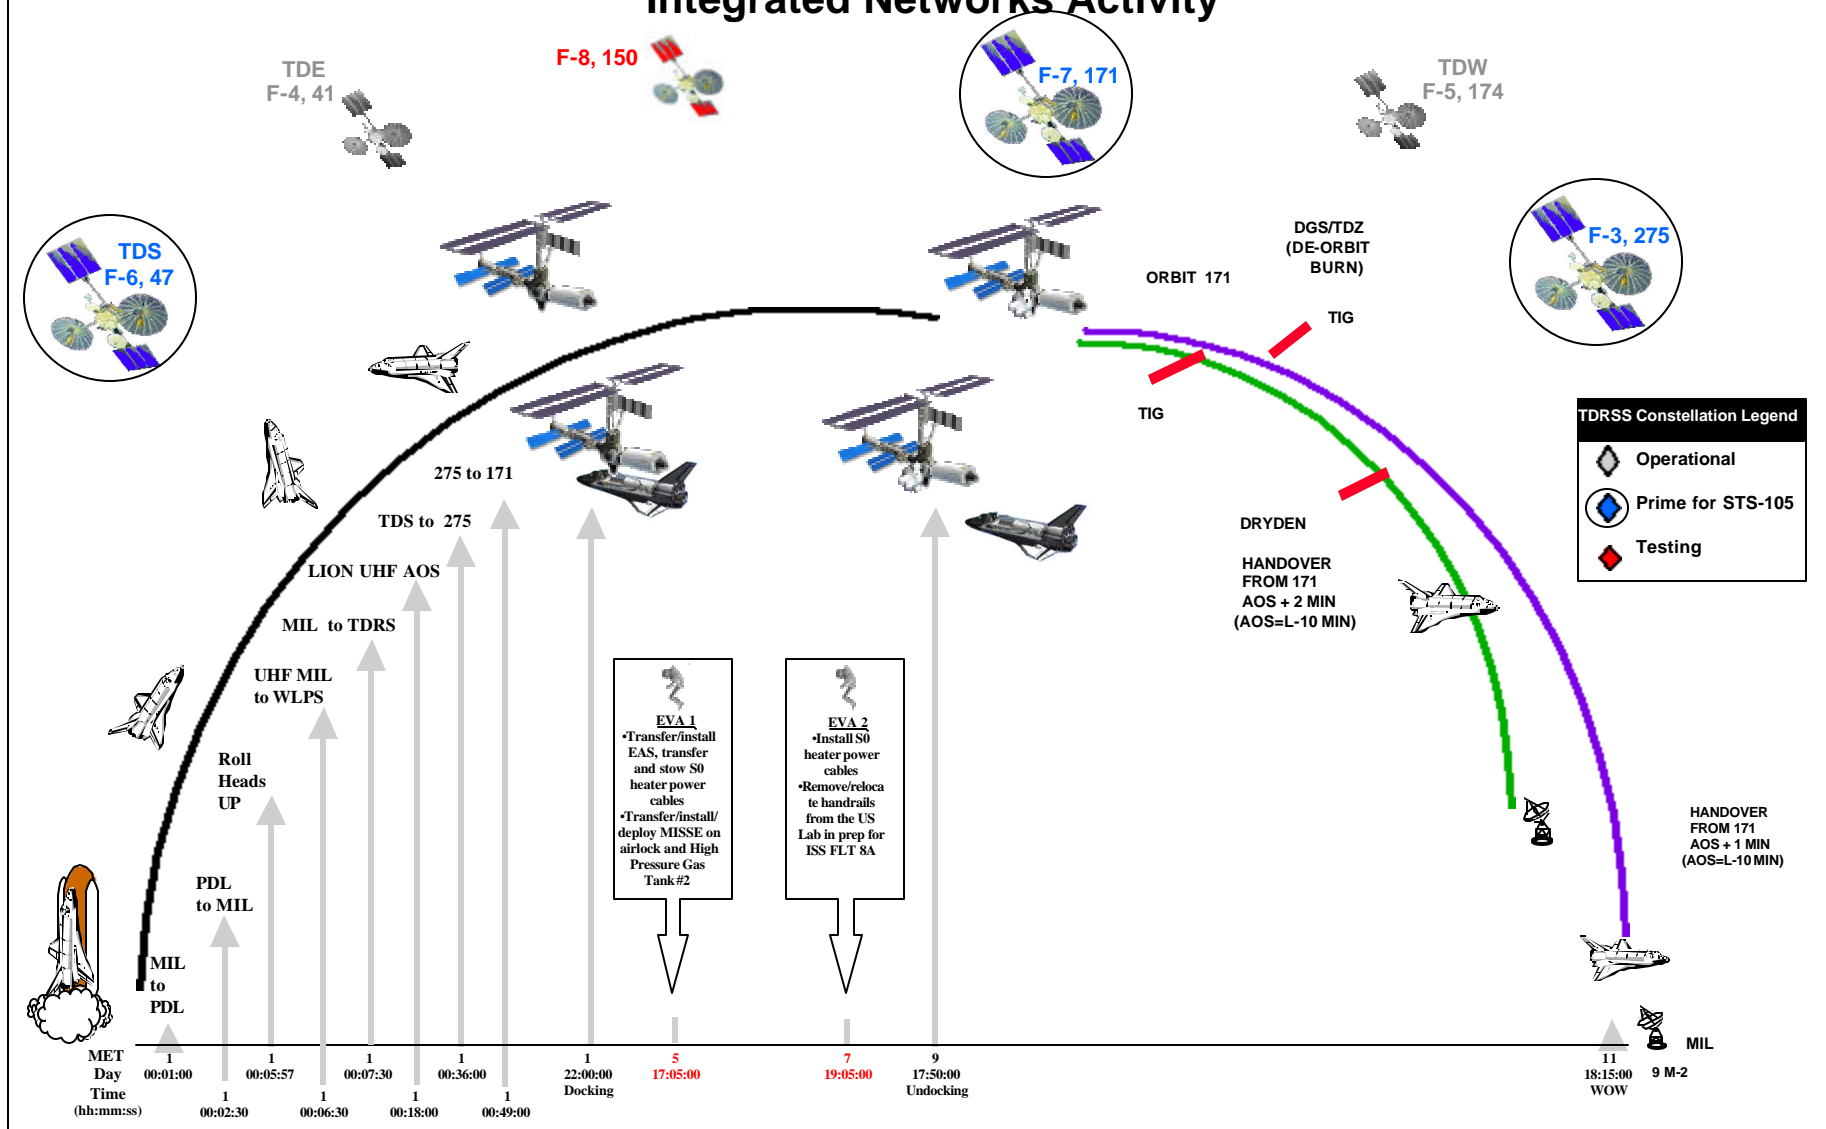 Integrated Networks Activity
TDE
F-4, 41
F-8, 150
F-7, 171
TDW
F-5, 174
TDS
F-6, 47
F-3, 275
ORBIT 171
DGS/TDZ
(DE-ORBIT
BURN)
TIG
TIG
TDRSS Constellation Legend
Operational
Prime for STS-105
Testing
275 to 171
TDS to 275
LION UHF AOS
MIL to TDRS
UHF MIL
to WLPS
Roll
Heads
UP
PDL
to MIL
MIL
to
PDL
DRYDEN
HANDOVER
FROM 171
AOS + 2 MIN
(AOS=L-10 MIN)
EVA 1
•Transfer/install
EAS, transfer
and stow S0
heater power
cables
•Transfer/install/
deploy MISSE on
airlock and High
Pressure Gas
Tank #2
EVA 2
•Install S0
heater power
cables
•Remove/reloca
te handrails
from the US
Lab in prep for
ISS FLT 8A
HANDOVER
FROM 171
AOS + 1 MIN
(AOS=L-10 MIN)
MIL
9 M-2
MET
Day
Time
(hh:mm:ss)
1
00:01:00
1
00:02:30
1
00:05:57
1
00:06:30
1
00:07:30
1
00:18:00
1
00:36:00
1
00:49:00
1
22:00:00
Docking
5
17:05:00
7
19:05:00
9
17:50:00
Undocking
11
18:15:00
WOW